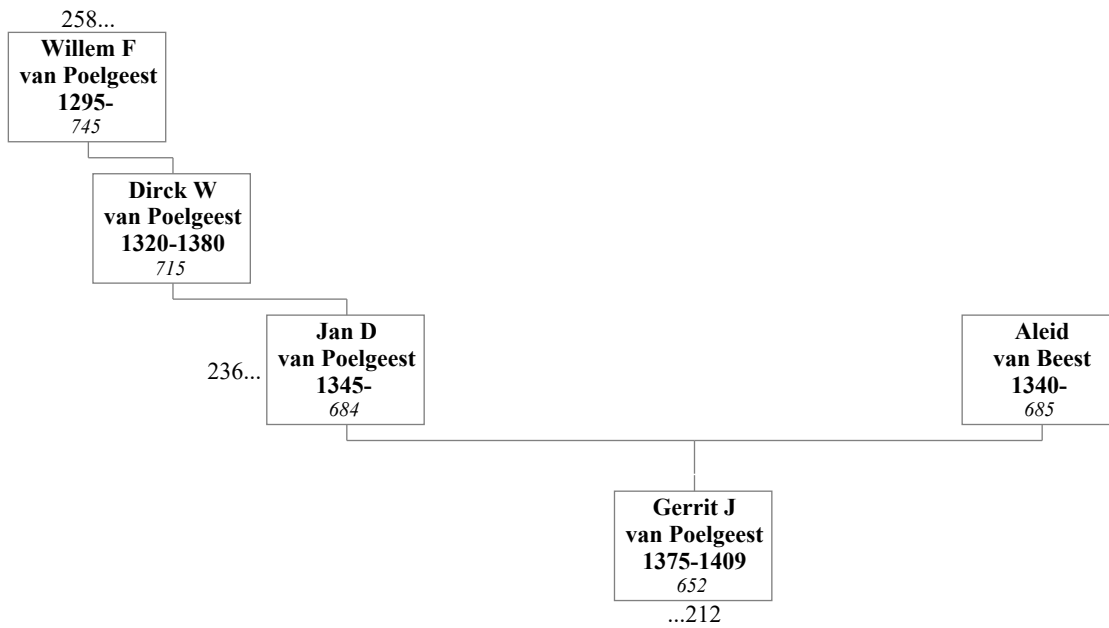 258...
Willem F
van Poelgeest
1295-
745
Dirck W
van Poelgeest
1320-1380
715
236...
Jan D
van Poelgeest
1345-
684
Aleid
van Beest
1340-
685
Gerrit J
van Poelgeest
1375-1409
652
...212